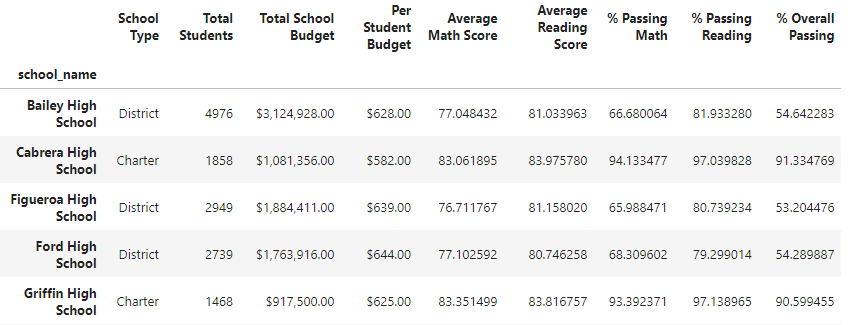 School Type Total Students Total School Budget Per Student Budget Average Math Score Average Reading Score % Passing Math % Passing Reading % Overall Passing
school_name
Bailey High School District 4976 $3,124,928.00 $628.00 77.048432 81.033963 66.680064 81.933280 54.642283
Cabrera High School Charter 1858 $1,081,356.00 $582.00 83.061895 83.975780 94.133477 97.039828 91.334769
Figueroa High School District 2949 $1,884,411.00 $639.00 76.711767 81.158020 65.988471 80.739234 53.204476
Ford High School District 2739 $1,763,916.00 $644.00 77.102592 80.746258 68.309602 79.299014 54.289887
Griffin High School Charter 1468 $917,500.00 $625.00 83.351499 83.816757 93.392371 97.138965 90.599455